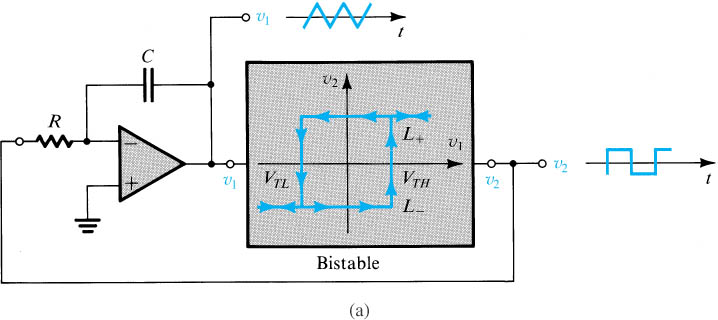 v1
t
C
v2
R
L+
v1
−
+
v1
VTL
VTH
v2
v2
t
L−
Bistable
(a)